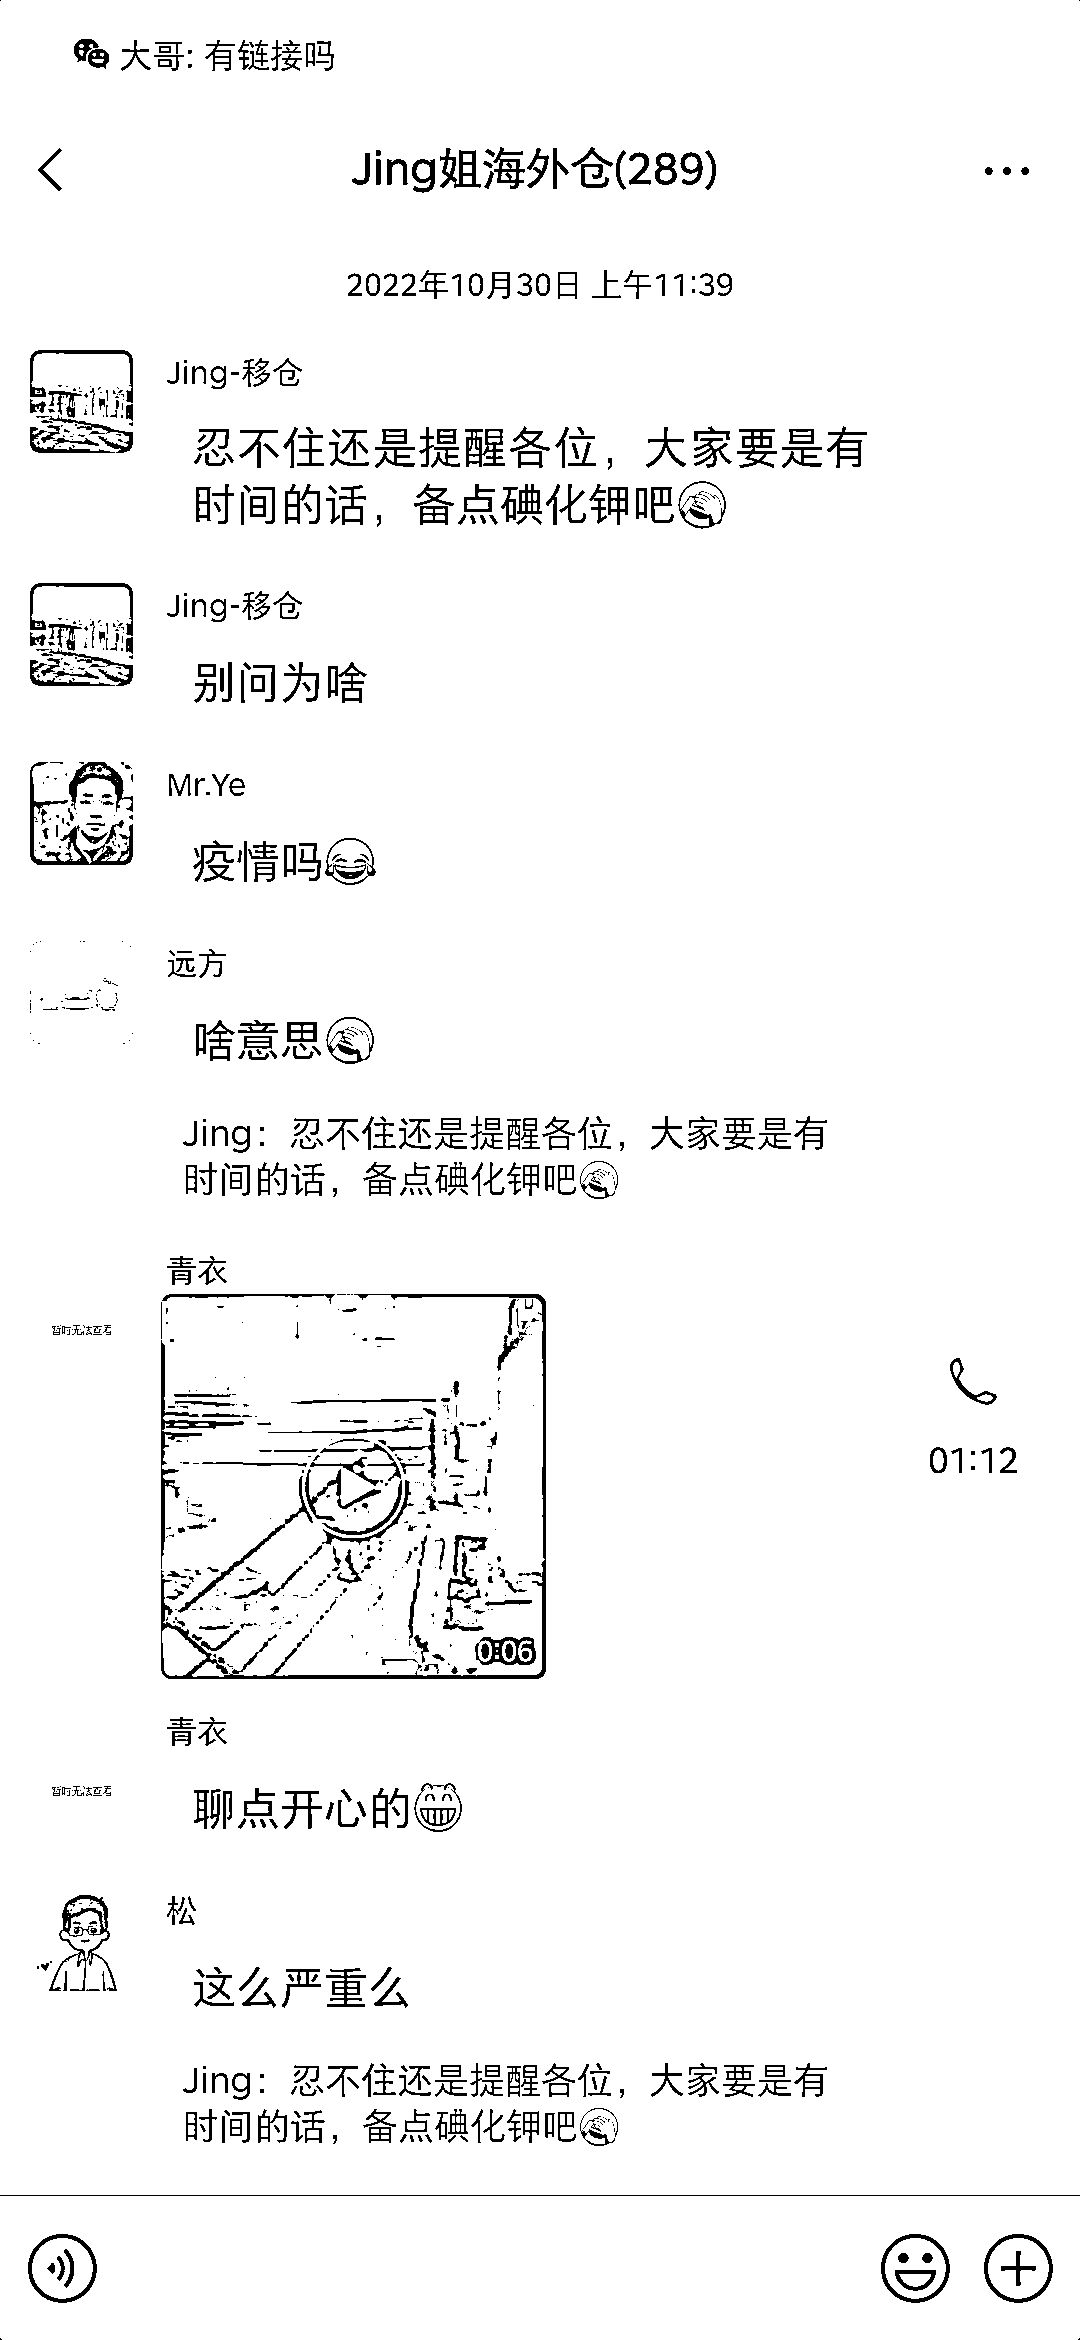 大哥: 有链接吗
Jing姐海外仓(289)
2022年10月30日 上午11:39
Jing-移仓
忍不住还是提醒各位，大家要是有
时间的话，备点碘化钾吧
Jing-移仓
别问为啥
Mr.Ye
疫情吗😂
远方
啥意思
Jing：忍不住还是提醒各位，大家要是有
时间的话，备点碘化钾吧
青衣
暂时无法查看
01:12
0:06
青衣
暂时无法查看
聊点开心的
松
这么严重么
Jing：忍不住还是提醒各位，大家要是有
时间的话，备点碘化钾吧